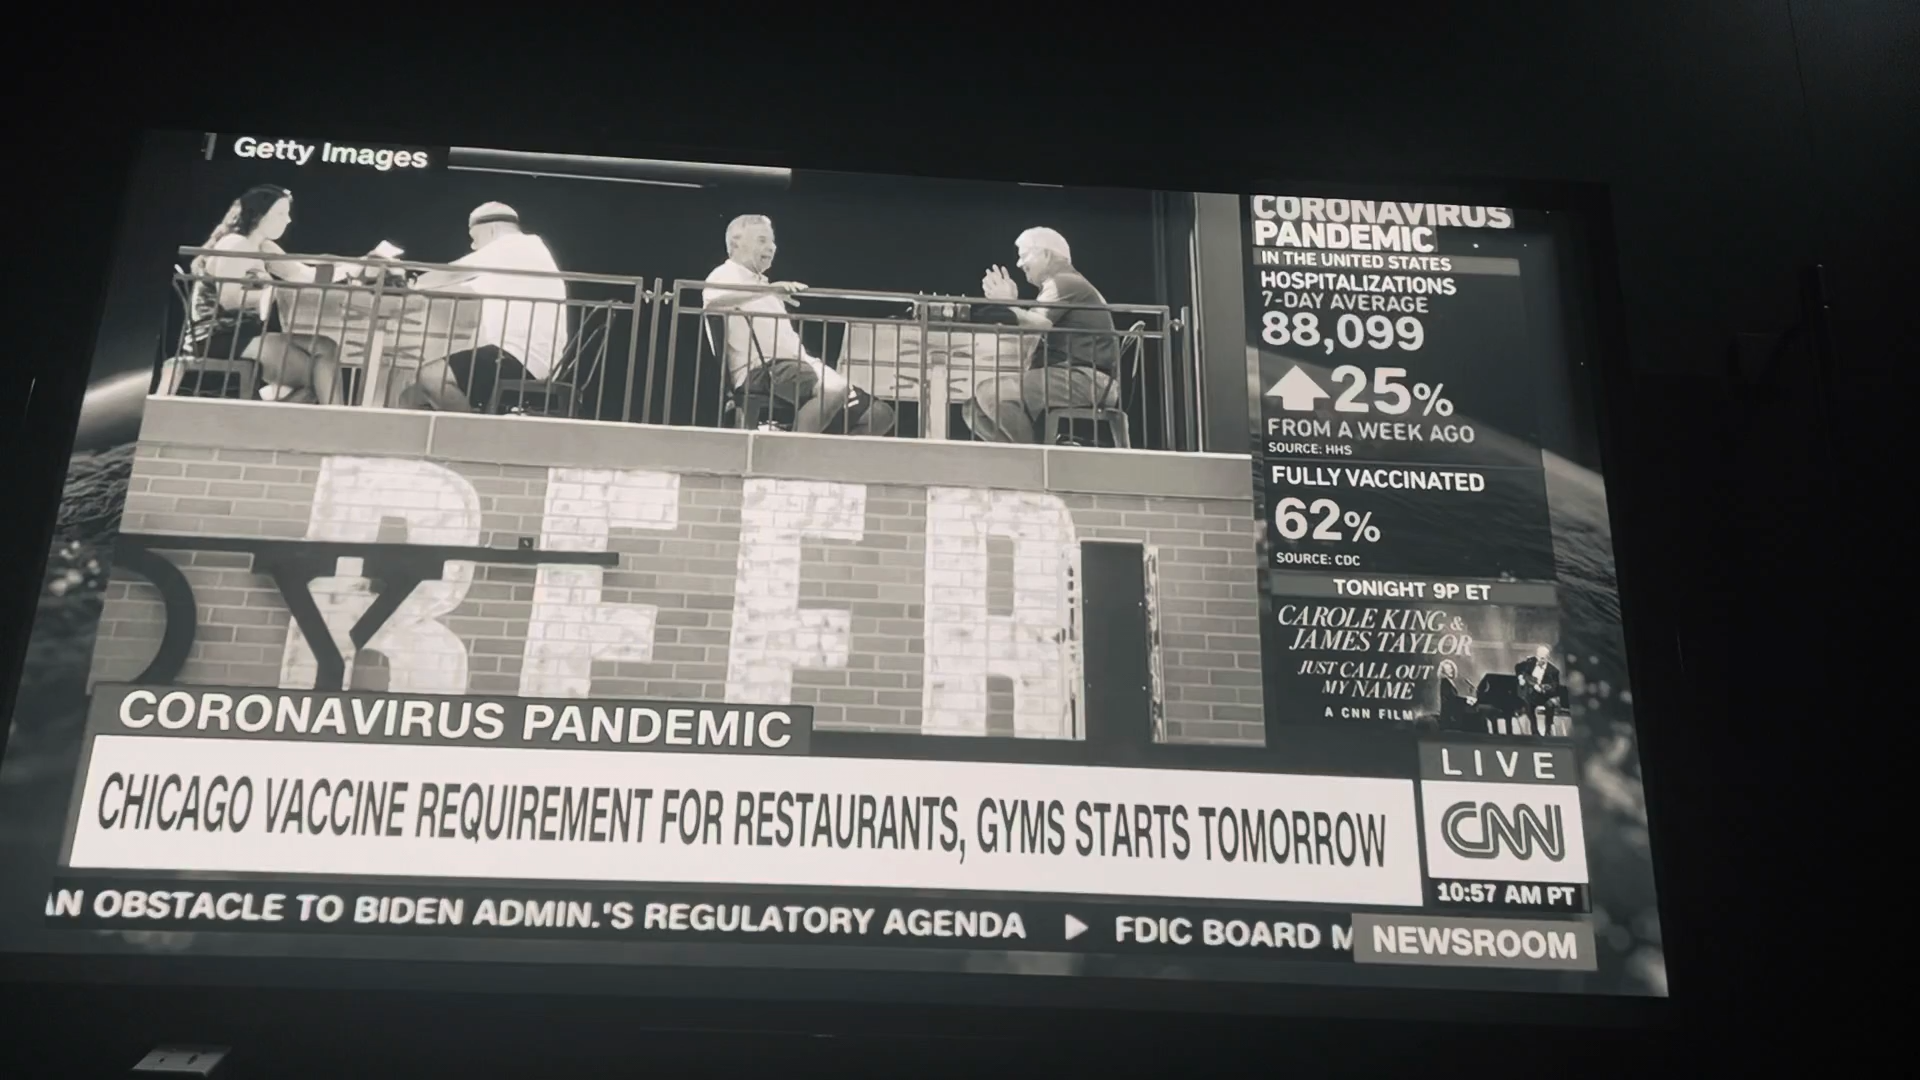 Getty Images
BEER
CORONAVIRUS
PANDEMIC
IN THE UNITED STATES
HOSPITALIZATIONS
7-DAY AVERAGE
88,099
25%
FROM A WEEK AGO
SOURCE: HHS
FULLY VACCINATED
62%
SOURCE: CDC
TONIGHT 9P ET
CAROLE KING &
JAMES TAYLOR
JUST CALL OUT
MY NAME
A CNN FILM
CORONAVIRUS PANDEMIC
CHICAGO VACCINE REQUIREMENT FOR RESTAURANTS, GYMS STARTS TOMORROW
LIVE
CNN
10:57 AM PT
AN OBSTACLE TO BIDEN ADMIN.'S REGULATORY AGENDA ▶ FDIC BOARD M
NEWSROOM